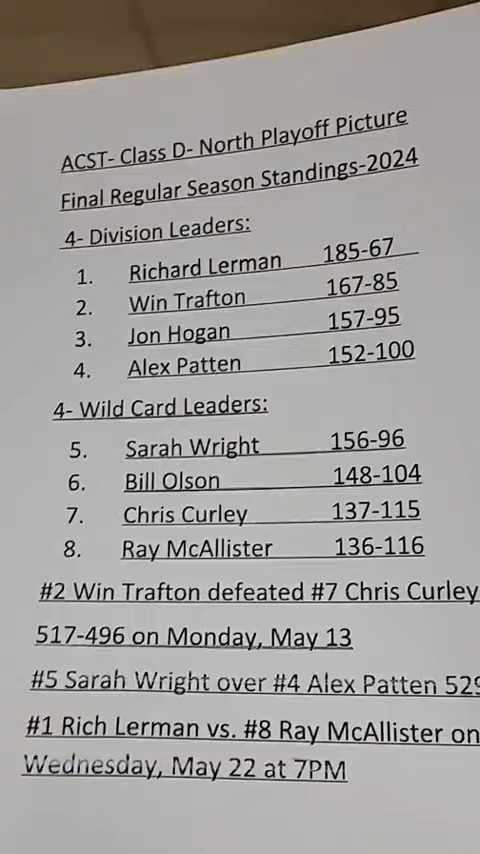 ACST- Class D- North Playoff Picture
Final Regular Season Standings-2024
4- Division Leaders:
1. Richard Lerman 185-67
2. Win Trafton 167-85
3. Jon Hogan 157-95
4. Alex Patten 152-100
4- Wild Card Leaders:
5. Sarah Wright 156-96
6. Bill Olson 148-104
7. Chris Curley 137-115
8. Ray McAllister 136-116
#2 Win Trafton defeated #7 Chris Curley
517-496 on Monday, May 13
#5 Sarah Wright over #4 Alex Patten
#1 Rich Lerman vs. #8 Ray McAllister on
Wednesday, May 22 at 7PM